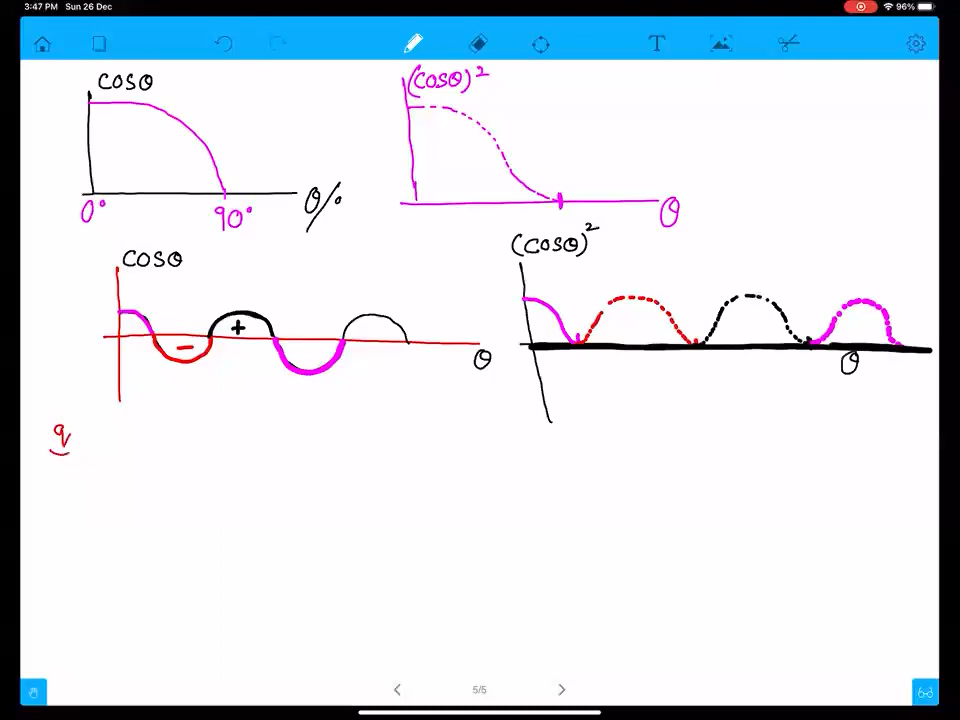 3:47 PM Sun 26 Dec
96%
T
COSθ
(COSθ)²
0°
90°
θ
θ
COSθ
(COSθ)²
+
−
θ
θ
q
5/5